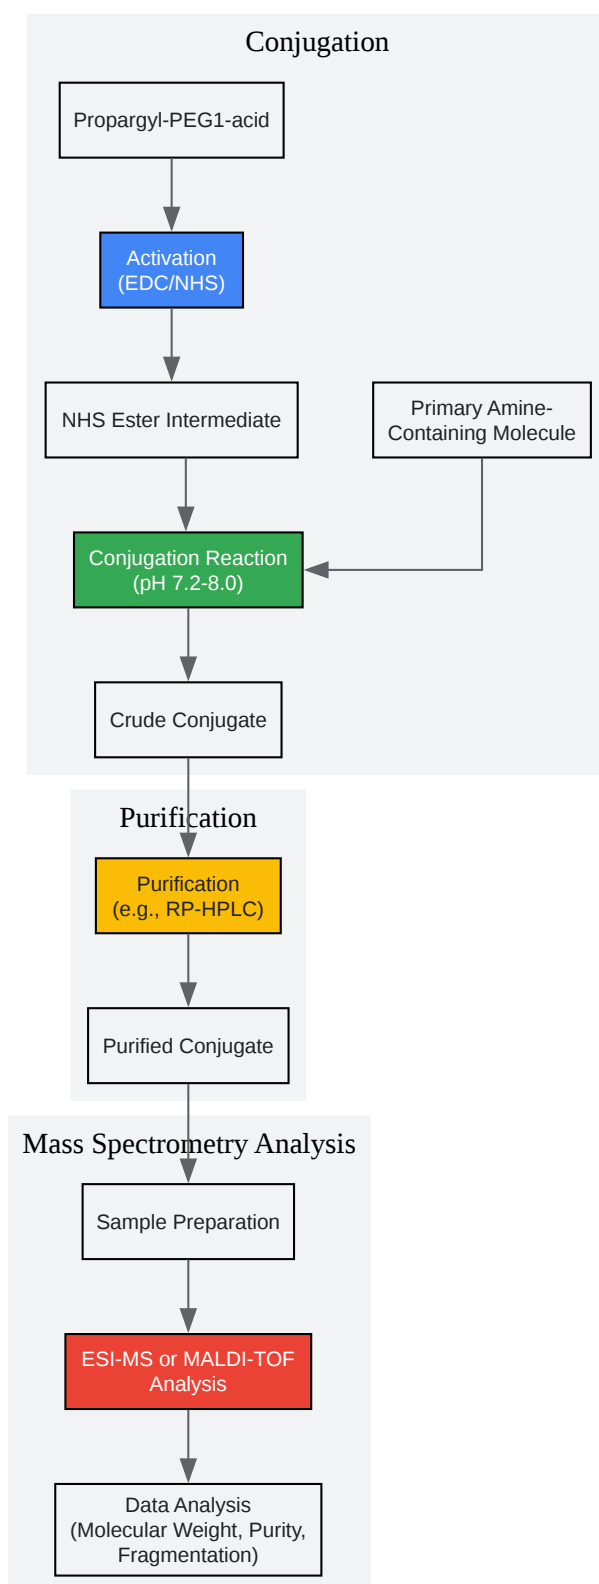 Conjugation
Propargyl-PEG1-acid
Activation
(EDC/NHS)
NHS Ester Intermediate
Primary Amine-
Containing Molecule
Conjugation Reaction
(pH 7.2-8.0)
Crude Conjugate
Purification
Purification
(e.g., RP-HPLC)
Purified Conjugate
Mass Spectrometry Analysis
Sample Preparation
ESI-MS or MALDI-TOF
Analysis
Data Analysis
(Molecular Weight, Purity,
Fragmentation)